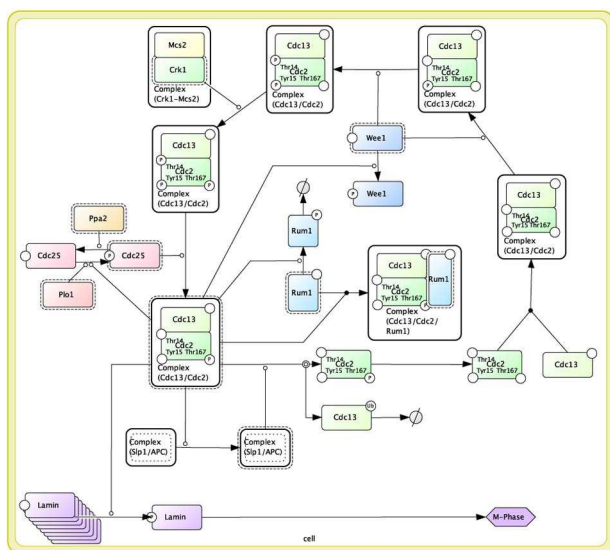 Mcs2
Crk1
Complex
(Crk1-Mcs2)
Cdc13
Thr14
Cdc2
Tyr15 Thr167
P
Complex
(Cdc13/Cdc2)
Cdc13
Thr14
Cdc2
Tyr15 Thr167
P
Complex
(Cdc13/Cdc2)
Cdc13
Thr14
Cdc2
Tyr15 Thr167
P
P
P
Complex
(Cdc13/Cdc2)
Wee1
P
Wee1
Cdc13
Thr14
Cdc2
Tyr15 Thr167
Complex
(Cdc13/Cdc2)
Ppa2
Cdc25
P
Cdc25
Plo1
Rum1
P
Rum1
Cdc13
Thr14
Cdc2
Tyr15 Thr167
P
Rum1
Complex
(Cdc13/Cdc2/
Rum1)
Cdc13
Thr14
Cdc2
Tyr15 Thr167
P
Complex
(Cdc13/Cdc2)
Thr14
Cdc2
Tyr15 Thr167
P
Thr14
Cdc2
Tyr15 Thr167
Cdc13
Cdc13
Ub
Complex
(Slp1/APC)
Complex
(Slp1/APC)
Lamin
P
Lamin
M-Phase
cell